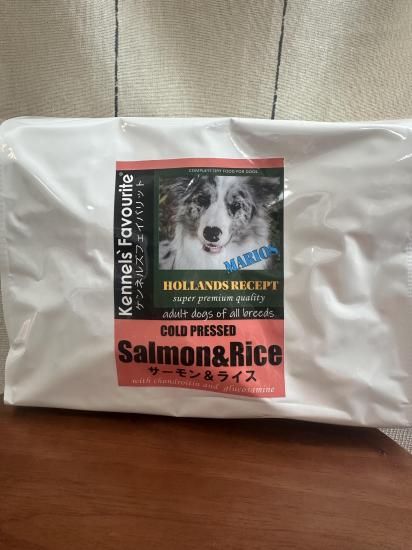 Kennels' Favourite®
ケンネルズフェイバリット
COMPLETE DRY FOOD FOR DOGS
MARIOS
HOLLANDS RECEPT
super premium quality
adult dogs of all breeds
COLD PRESSED
Salmon&Rice
サーモン&ライス
with chondroitin and glucosamine